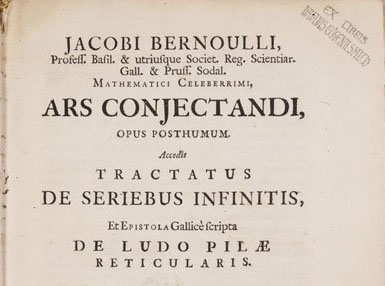 JACOBI BERNOULLI,
Profess. Basil. & utriusque Societ. Reg. Scientiar.
Gall. & Pruss. Sodal.
MATHEMATICI CELEBERRIMI,
ARS CONJECTANDI,
OPUS POSTHUMUM.
Accedit
TRACTATUS
DE SERIEBUS INFINITIS,
Et EPISTOLA Gallicè scripta
DE LUDO PILÆ
RETICULARIS.
EX LIBRIS